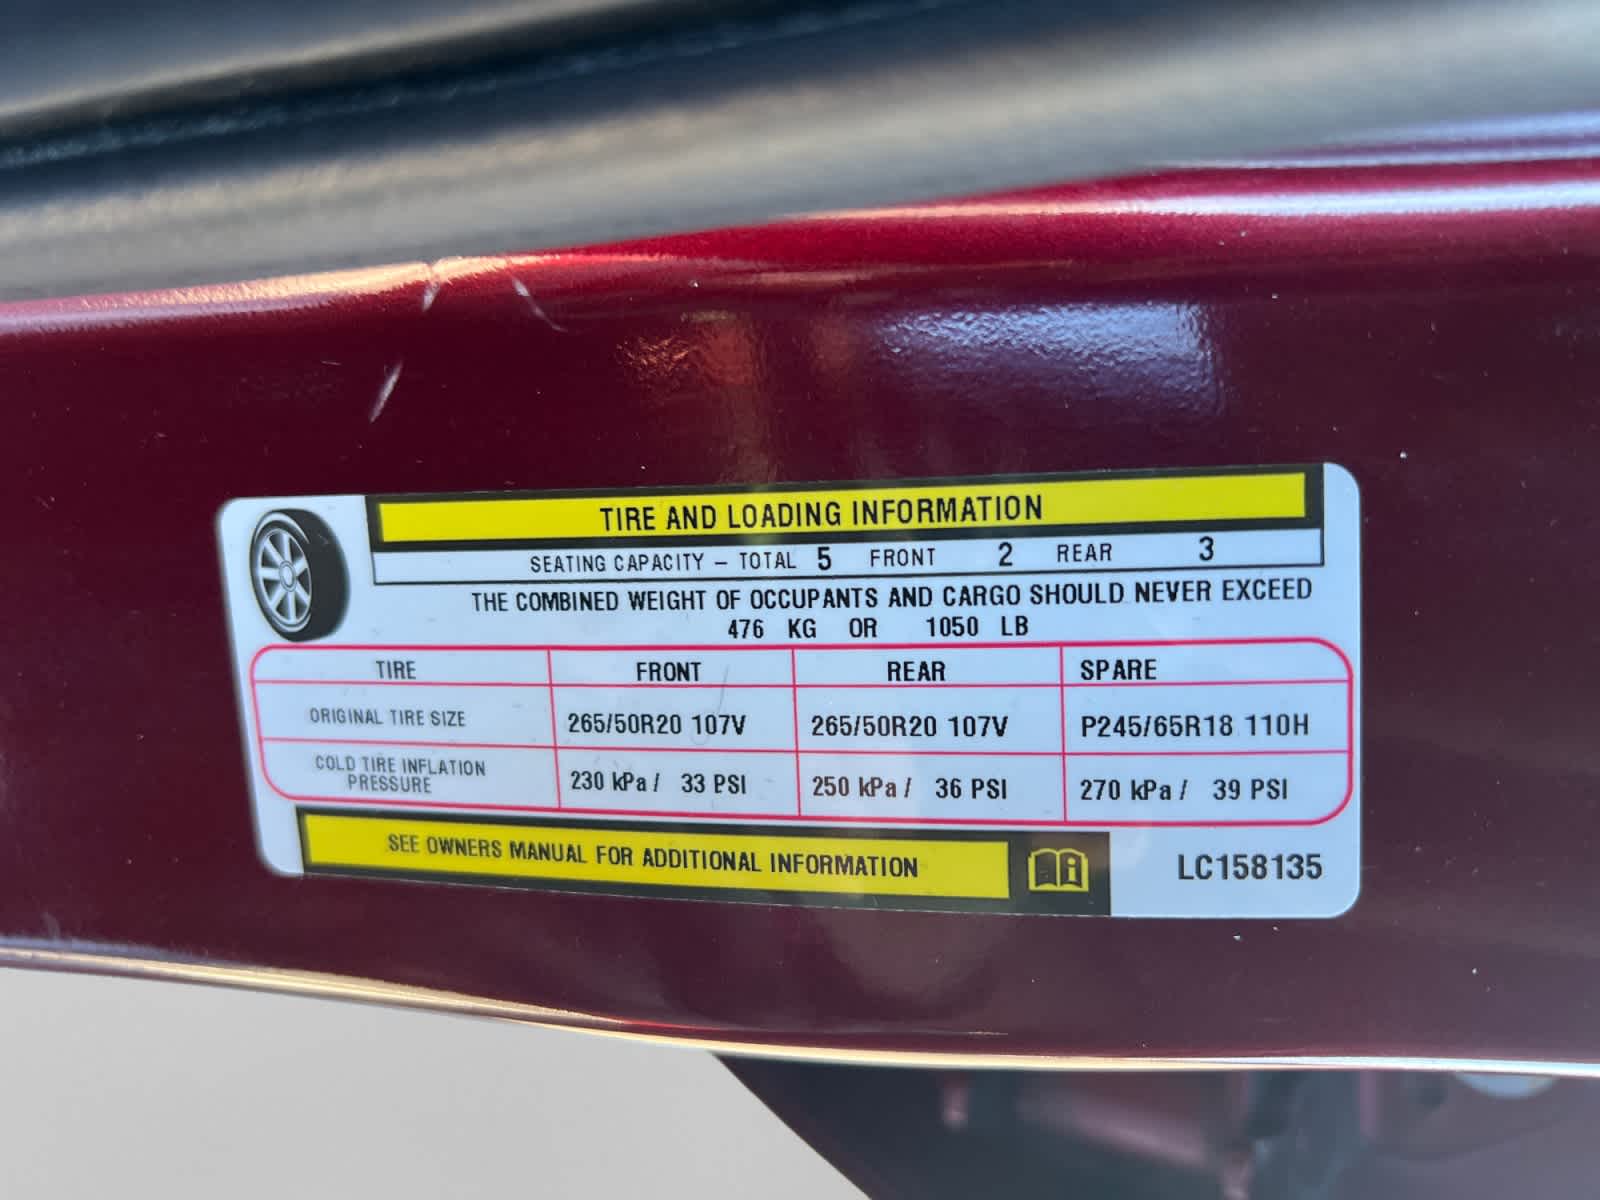 TIRE AND LOADING INFORMATION
SEATING CAPACITY – TOTAL 5 FRONT 2 REAR 3
THE COMBINED WEIGHT OF OCCUPANTS AND CARGO SHOULD NEVER EXCEED
476 KG OR 1050 LB
TIRE FRONT REAR SPARE
ORIGINAL TIRE SIZE 265/50R20 107V 265/50R20 107V P245/65R18 110H
COLD TIRE INFLATION
PRESSURE 230 kPa / 33 PSI 250 kPa / 36 PSI 270 kPa / 39 PSI
SEE OWNERS MANUAL FOR ADDITIONAL INFORMATION
LC158135